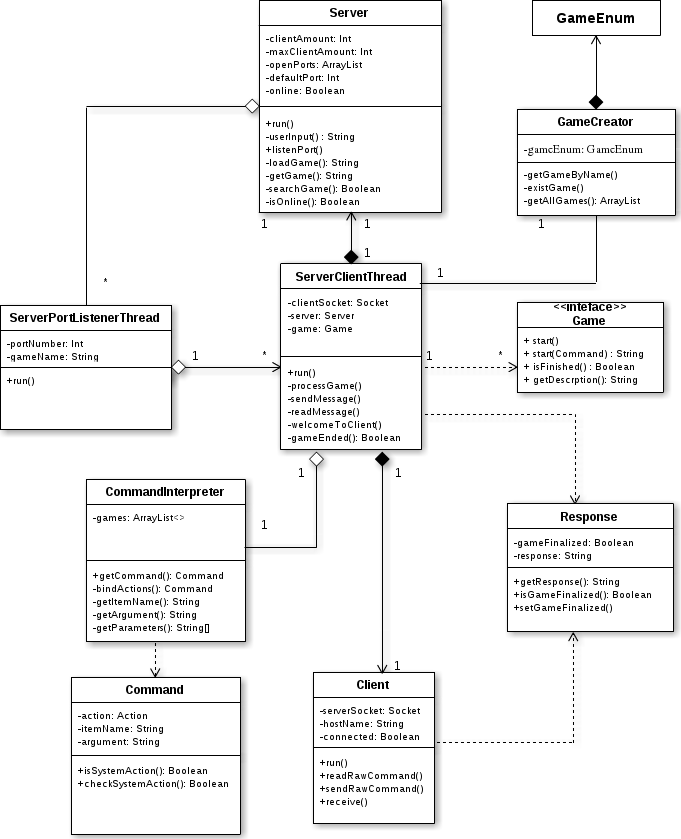 Server
-clientAmount: Int
-maxClientAmount: Int
-openPorts: ArrayList
-defaultPort: Int
-online: Boolean
+run()
-userInput() : String
+listenPort()
-loadGame(): String
-getGame(): String
-searchGame(): Boolean
-isOnline(): Boolean
GameEnum
GameCreator
-gameEnum: GameEnum
-getGameByName()
-existGame()
-getAllGames(): ArrayList
1
1
1
1
1
*
ServerClientThread
-clientSocket: Socket
-server: Server
-game: Game
+run()
-processGame()
-sendMessage()
-readMessage()
-welcomeToClient()
-gameEnded(): Boolean
ServerPortListenerThread
-portNumber: Int
-gameName: String
+run()
1
*
1
*
<<inteface>>
Game
+ start()
+ start(Command) : String
+ isFinished() : Boolean
+ getDescrption(): String
1
1
1
CommandInterpreter
-games: ArrayList<>
+getCommand(): Command
-bindActions(): Command
-getItemName(): String
-getArgument(): String
-getParameters(): String[]
Response
-gameFinalized: Boolean
-response: String
+getResponse(): String
+isGameFinalized(): Boolean
+setGameFinalized()
1
Command
-action: Action
-itemName: String
-argument: String
+isSystemAction(): Boolean
+checkSystemAction(): Boolean
Client
-serverSocket: Socket
-hostName: String
-connected: Boolean
+run()
+readRawCommand()
+sendRawCommand()
+receive()